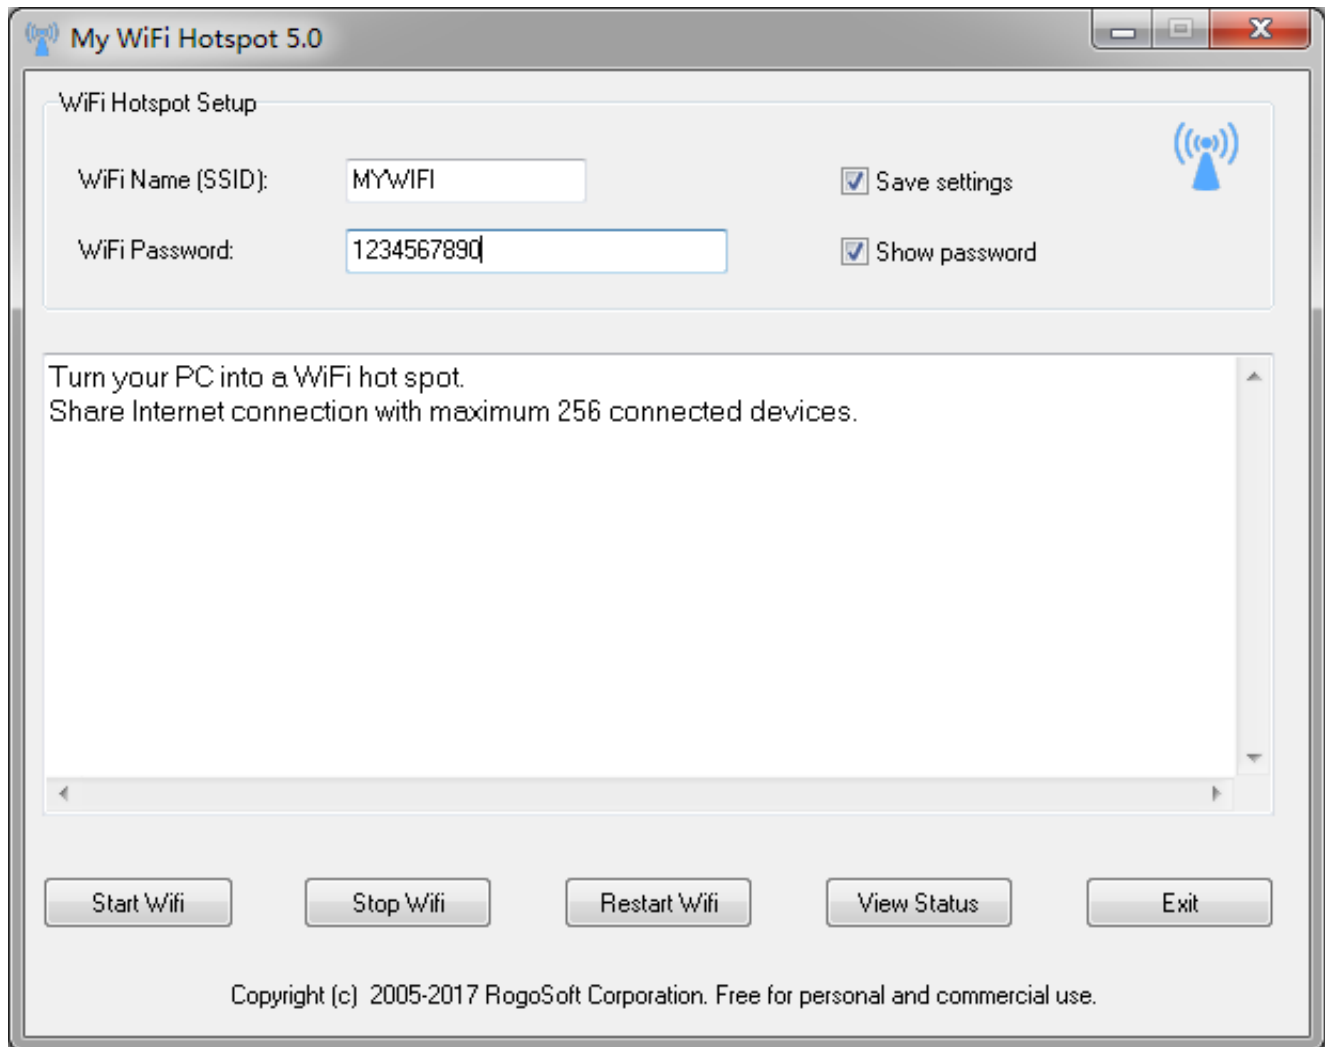 My WiFi Hotspot 5.0
WiFi Hotspot Setup
WiFi Name (SSID): MYWIFI Save settings
WiFi Password: 1234567890 Show password
Turn your PC into a WiFi hot spot.
Share Internet connection with maximum 256 connected devices.
Start Wifi Stop Wifi Restart Wifi View Status Exit
Copyright (c) 2005-2017 RogoSoft Corporation. Free for personal and commercial use.